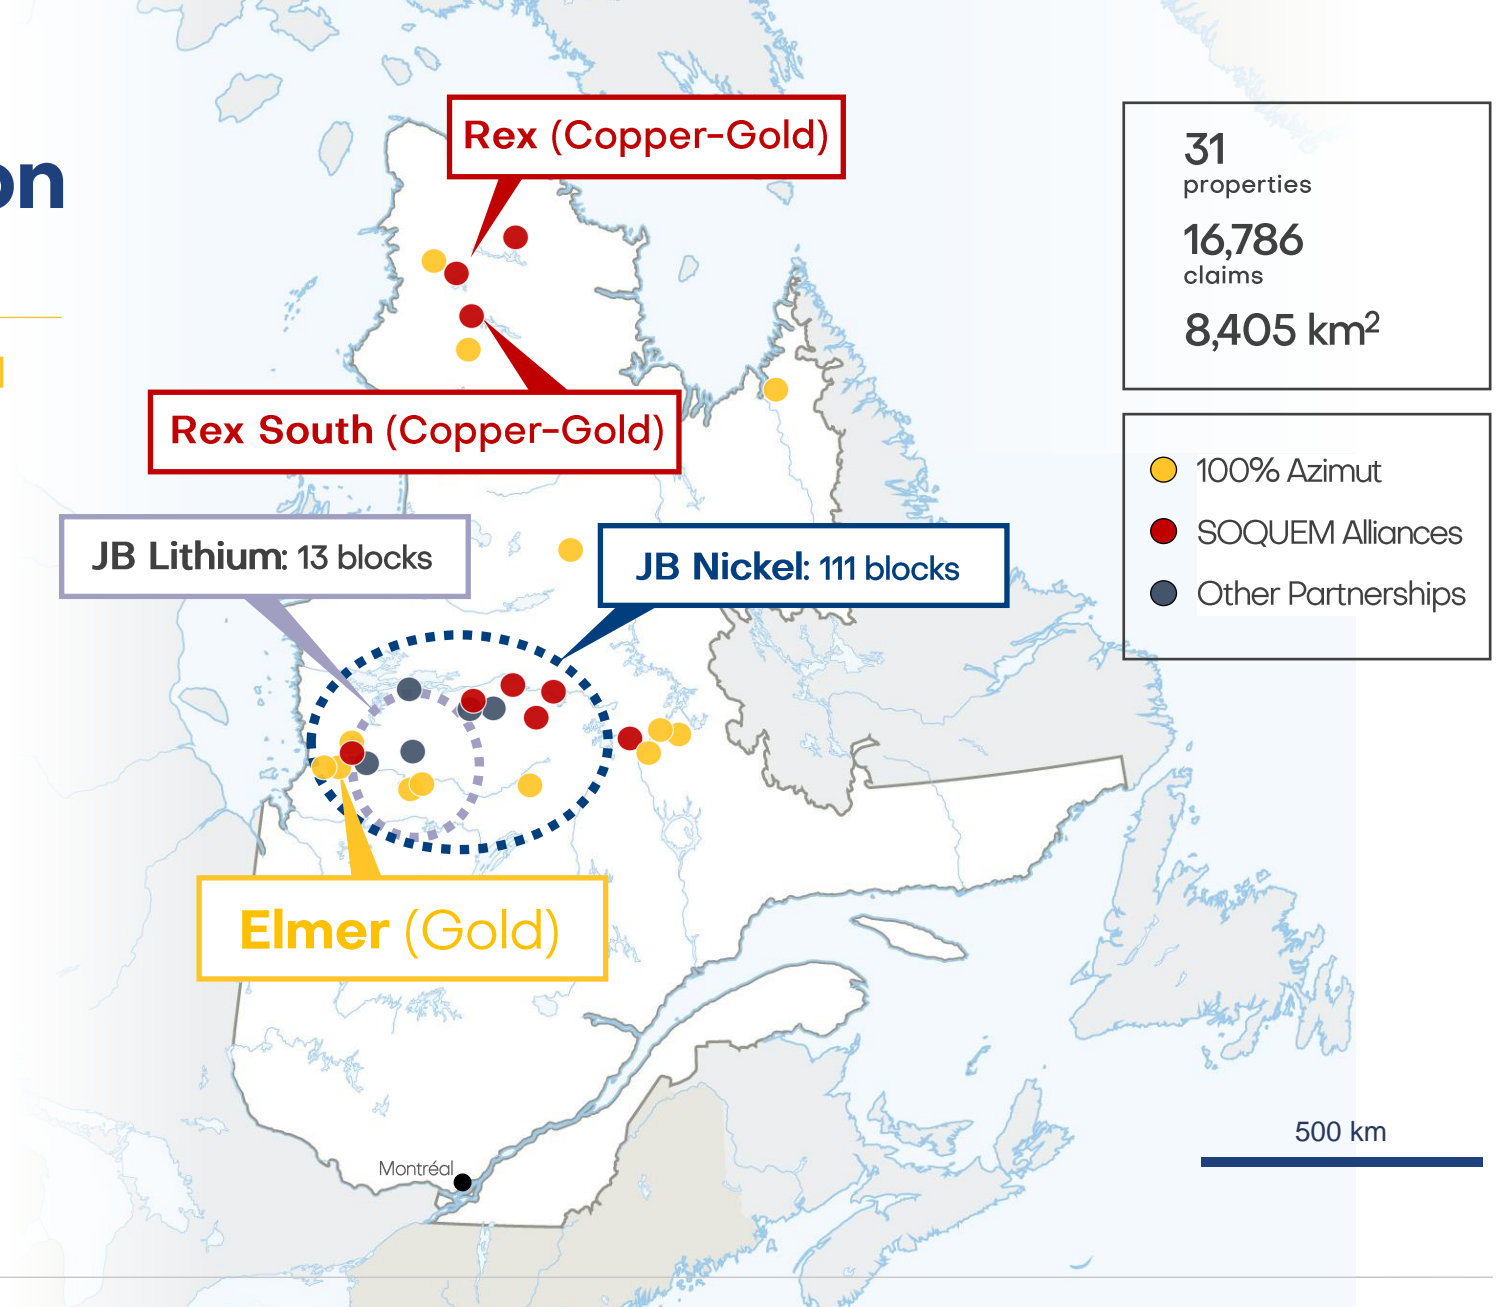 Rex (Copper-Gold)
31
properties
16,786
claims
8,405 km²
Rex South (Copper-Gold)
100% Azimut
SOQUEM Alliances
Other Partnerships
JB Lithium: 13 blocks
JB Nickel: 111 blocks
Elmer (Gold)
500 km
Montréal